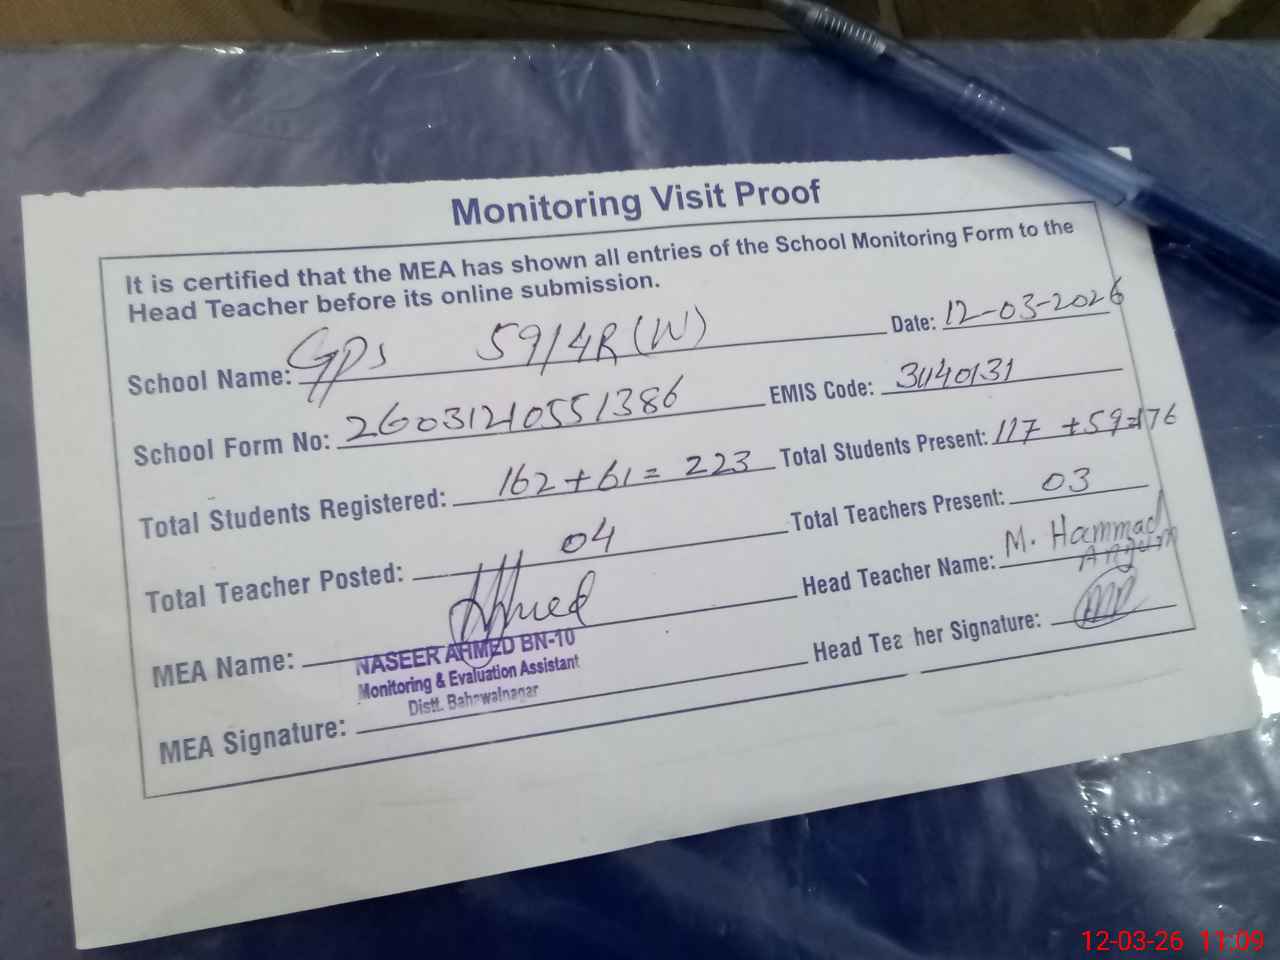 Monitoring Visit Proof
It is certified that the MEA has shown all entries of the School Monitoring Form to the
Head Teacher before its online submission.
School Name: GPS 59/4R (W) Date: 12-03-2026
School Form No: 26031210551386 EMIS Code: 31140131
Total Students Registered: 162+61= 223 Total Students Present: 117 +59=176
Total Teacher Posted: 04 Total Teachers Present: 03
MEA Name: Ahmed Head Teacher Name: M. Hammad Anjum
NASEER AHMED BN-10
Monitoring & Evaluation Assistant
Distt. Bahawalnagar
MEA Signature: Head Teacher Signature:
12-03-26 11:09